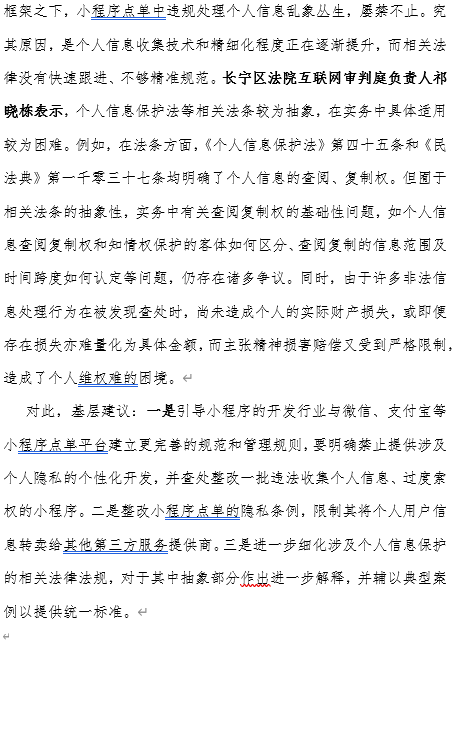 框架之下，小程序点单中违规处理个人信息乱象丛生，屡禁不止。究
其原因，是个人信息收集技术和精细化程度正在逐渐提升，而相关法
律没有快速跟进、不够精准规范。长宁区法院互联网审判庭负责人祁
晓栋表示，个人信息保护法等相关法条较为抽象，在实务中具体适用
较为困难。例如，在法条方面，《个人信息保护法》第四十五条和《民
法典》第一千零三十七条均明确了个人信息的查阅、复制权。但囿于
相关法条的抽象性，实务中有关查阅复制权的基础性问题，如个人信
息查阅复制权和知情权保护的客体如何区分、查阅复制的信息范围及
时间跨度如何认定等问题，仍存在诸多争议。同时，由于许多非法信
息处理行为在被发现查处时，尚未造成个人的实际财产损失，或即便
存在损失亦难量化为具体金额，而主张精神损害赔偿又受到严格限制，
造成了个人维权难的困境。
对此，基层建议：一是引导小程序的开发行业与微信、支付宝等
小程序点单平台建立更完善的规范和管理规则，要明确禁止提供涉及
个人隐私的个性化开发，并查处整改一批违法收集个人信息、过度索
权的小程序。二是整改小程序点单的隐私条例，限制其将个人用户信
息转卖给其他第三方服务提供商。三是进一步细化涉及个人信息保护
的相关法律法规，对于其中抽象部分作出进一步解释，并辅以典型案
例以提供统一标准。